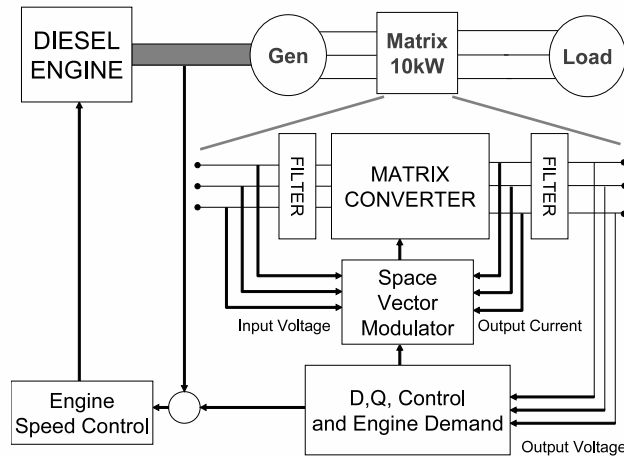 DIESEL
ENGINE
Gen
Matrix
10kW
Load
FILTER
MATRIX
CONVERTER
FILTER
Space
Vector
Modulator
Input Voltage
Output Current
Engine
Speed Control
D,Q, Control
and Engine Demand
Output Voltage